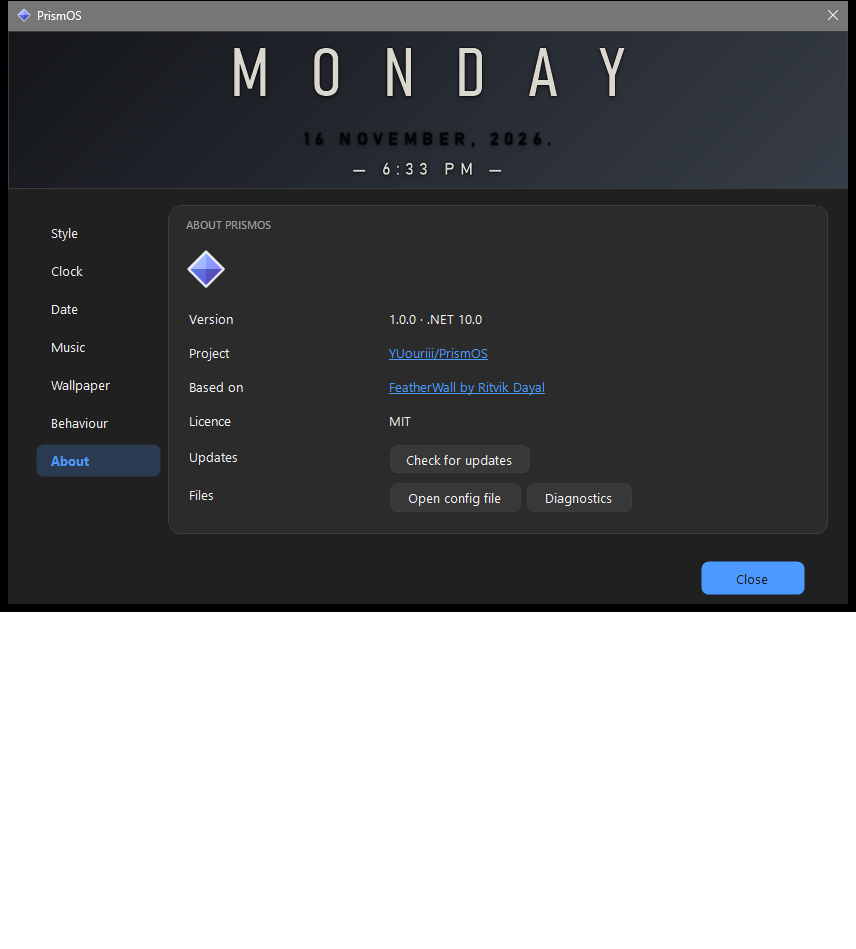 PrismOS
MONDAY
16 NOVEMBER, 2026.
— 6:33 PM —
Style
Clock
Date
Music
Wallpaper
Behaviour
About
ABOUT PRISMOS
Version 1.0.0 · .NET 10.0
Project YUouriii/PrismOS
Based on FeatherWall by Ritvik Dayal
Licence MIT
Updates Check for updates
Files Open config file Diagnostics
Close